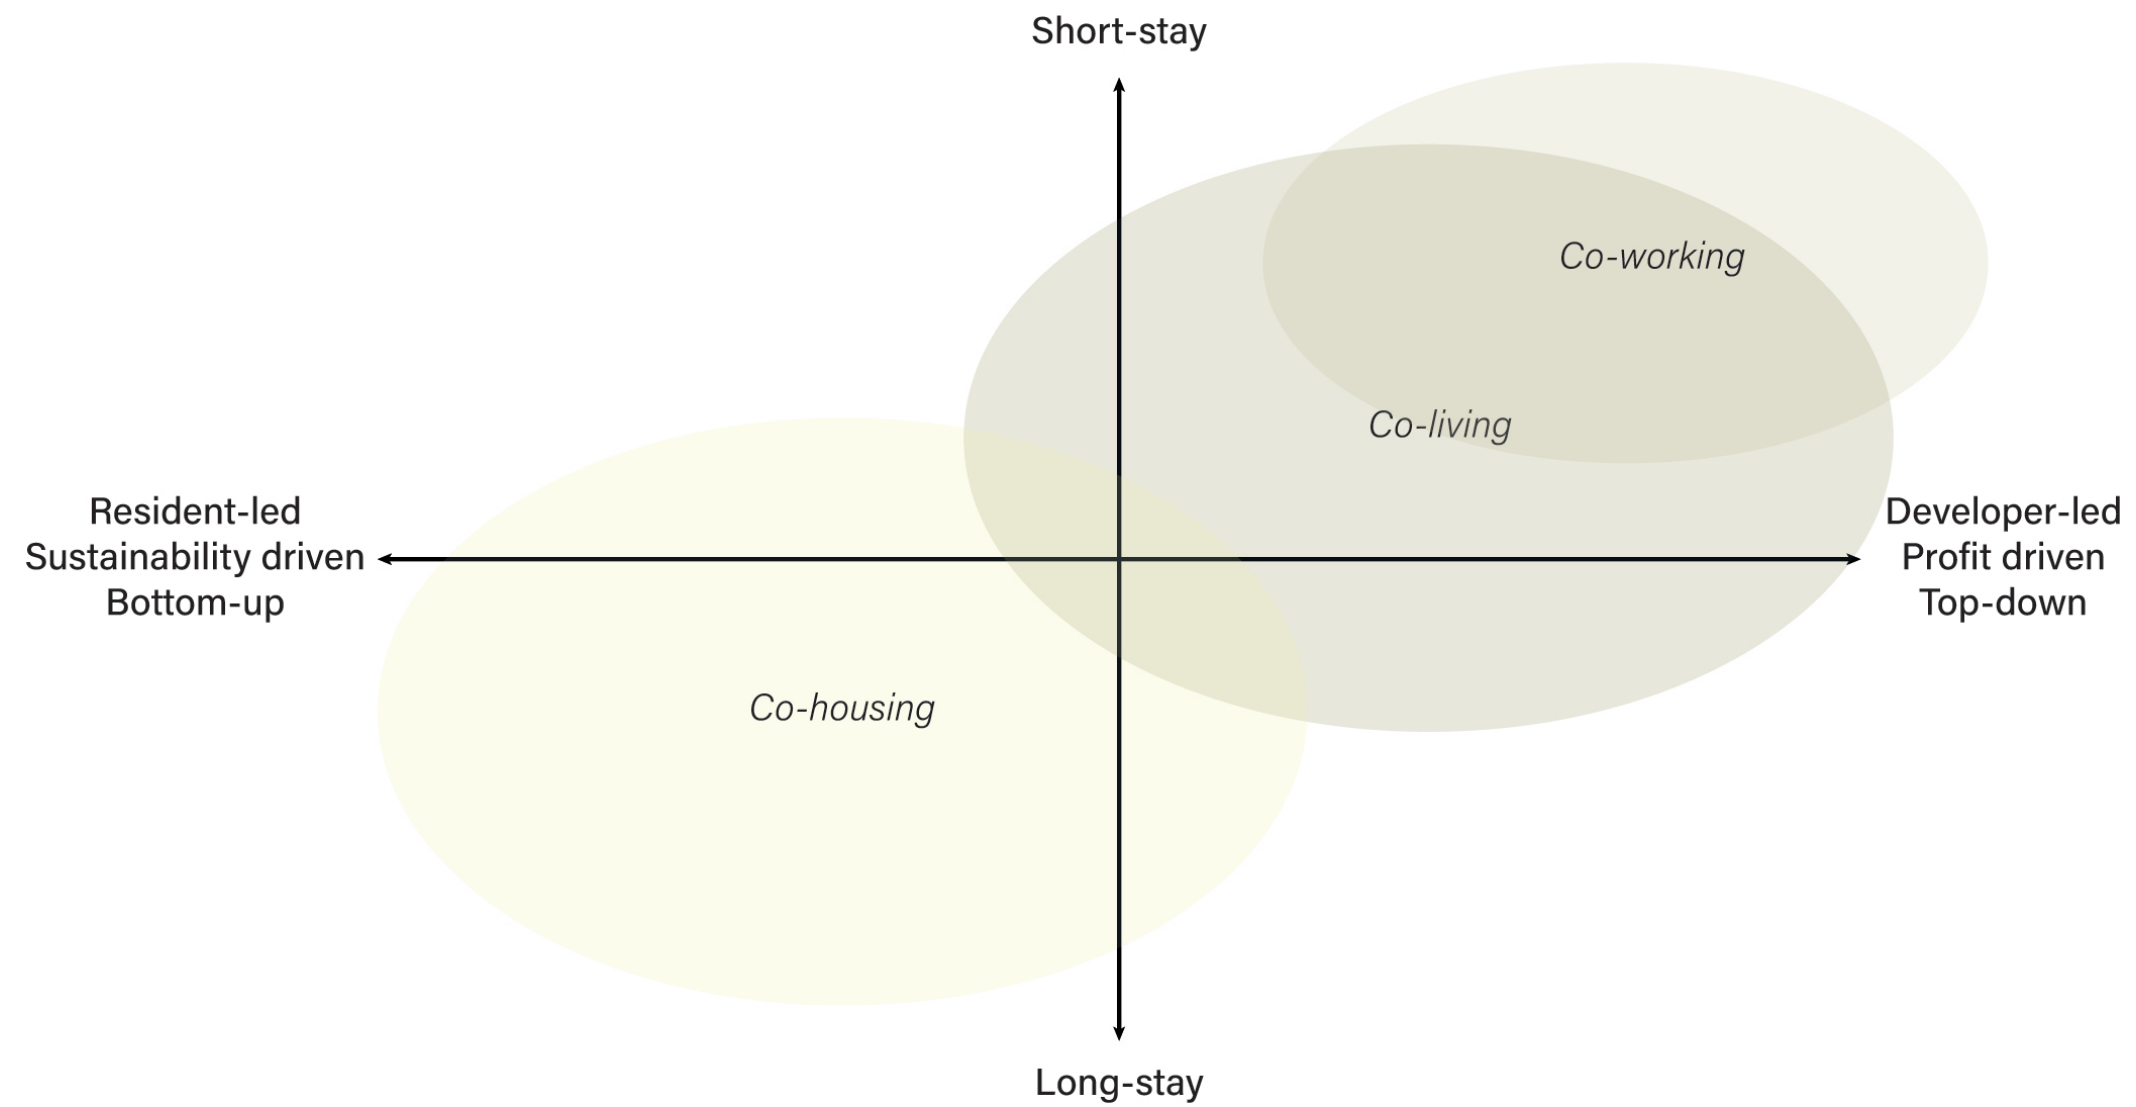 Short-stay
Co-working
Co-living
Resident-led
Sustainability driven
Bottom-up
Developer-led
Profit driven
Top-down
Co-housing
Long-stay